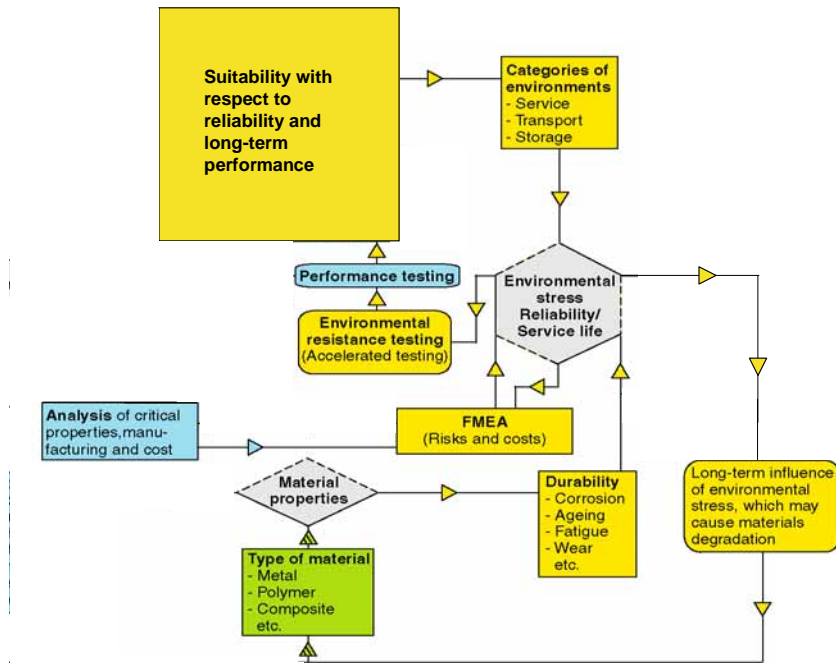 Suitability with
respect to
reliability and
long-term
performance
Categories of
environments
- Service
- Transport
- Storage
Performance testing
Environmental
resistance testing
(Accelerated testing)
Environmental
stress
Reliability/
Service life
Analysis of critical
properties,manu-
facturing and cost
FMEA
(Risks and costs)
Material
properties
Durability
- Corrosion
- Ageing
- Fatigue
- Wear
etc.
Long-term influence
of environmental
stress, which may
cause materials
degradation
Type of material
- Metal
- Polymer
- Composite
etc.